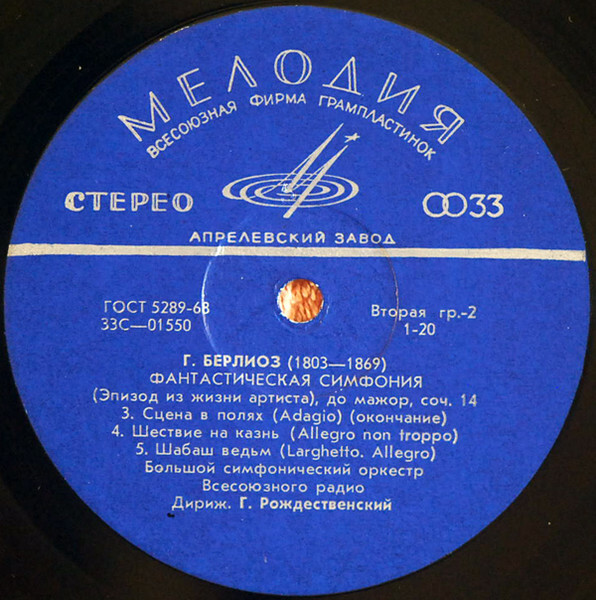 МЕЛОДИЯ
ВСЕСОЮЗНАЯ ФИРМА ГРАМПЛАСТИНОК
СТЕРЕО
33
АПРЕЛЕВСКИЙ ЗАВОД
ГОСТ 5289-68
33С—01550
Вторая гр.-2
1-20
Г. БЕРЛИОЗ (1803—1869)
ФАНТАСТИЧЕСКАЯ СИМФОНИЯ
(Эпизод из жизни артиста), до мажор, соч. 14
3. Сцена в полях (Adagio) (окончание)
4. Шествие на казнь (Allegro non troppo)
5. Шабаш ведьм (Larghetto. Allegro)
Большой симфонический оркестр
Всесоюзного радио
Дириж. Г. Рождественский